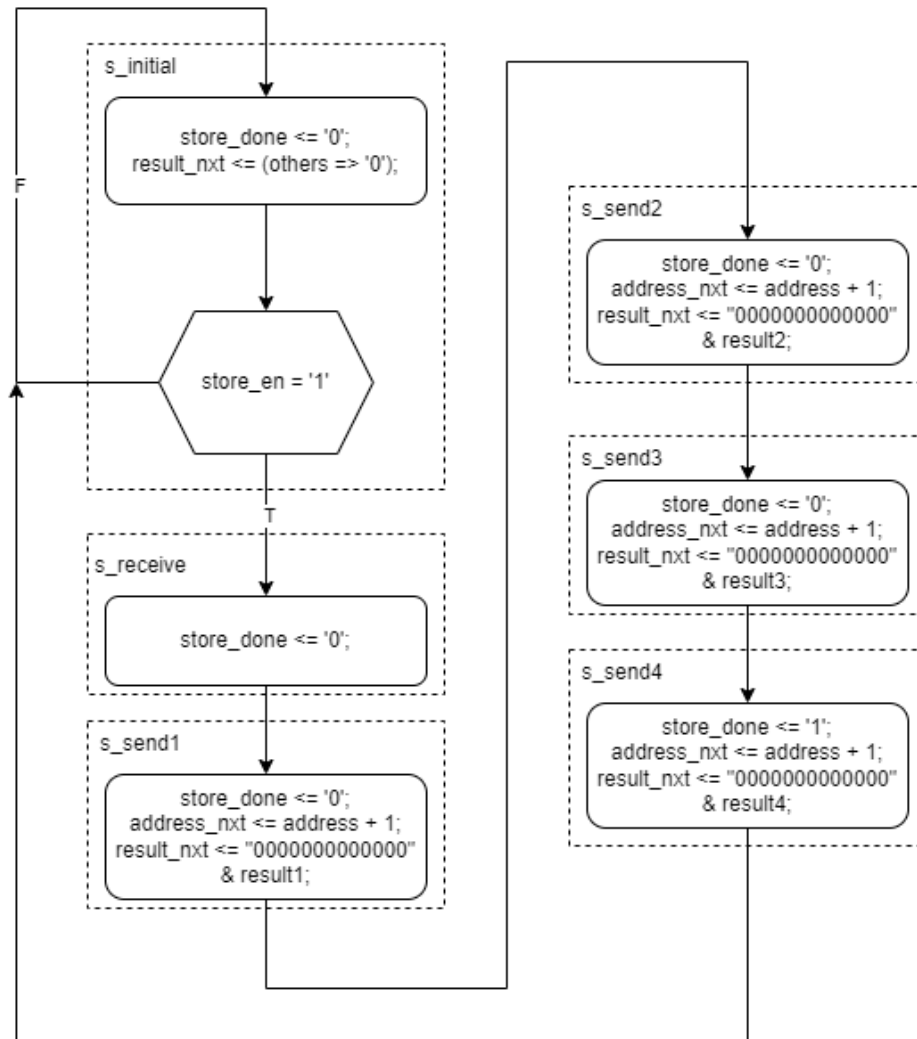 s_initial
store_done <= '0';
result_nxt <= (others => '0');
F
store_en = '1'
T
s_receive
store_done <= '0';
s_send1
store_done <= '0';
address_nxt <= address + 1;
result_nxt <= "0000000000000"
& result1;
s_send2
store_done <= '0';
address_nxt <= address + 1;
result_nxt <= "0000000000000"
& result2;
s_send3
store_done <= '0';
address_nxt <= address + 1;
result_nxt <= "0000000000000"
& result3;
s_send4
store_done <= '1';
address_nxt <= address + 1;
result_nxt <= "0000000000000"
& result4;